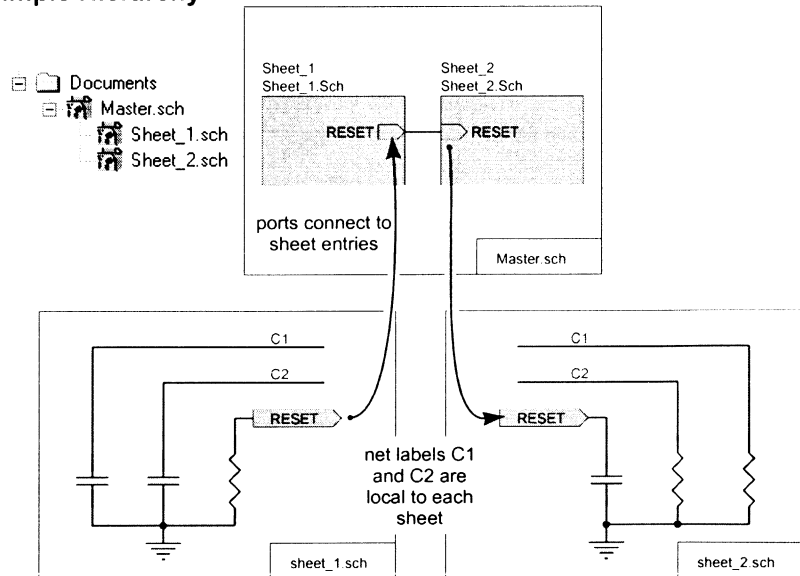 Documents
Master.sch
Sheet_1.sch
Sheet_2.sch
Sheet_1
Sheet_1.Sch
Sheet_2
Sheet_2.Sch
RESET
RESET
ports connect to
sheet entries
Master.sch
C1
C2
RESET
sheet_1.sch
net labels C1
and C2 are
local to each
sheet
C1
C2
RESET
sheet_2.sch